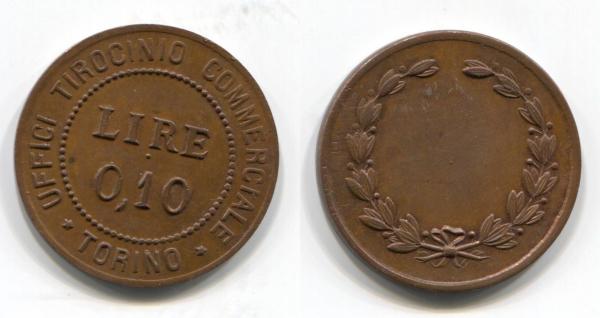 UFFICI TIROCINIO COMMERCIALE
LIRE
0,10
* TORINO *